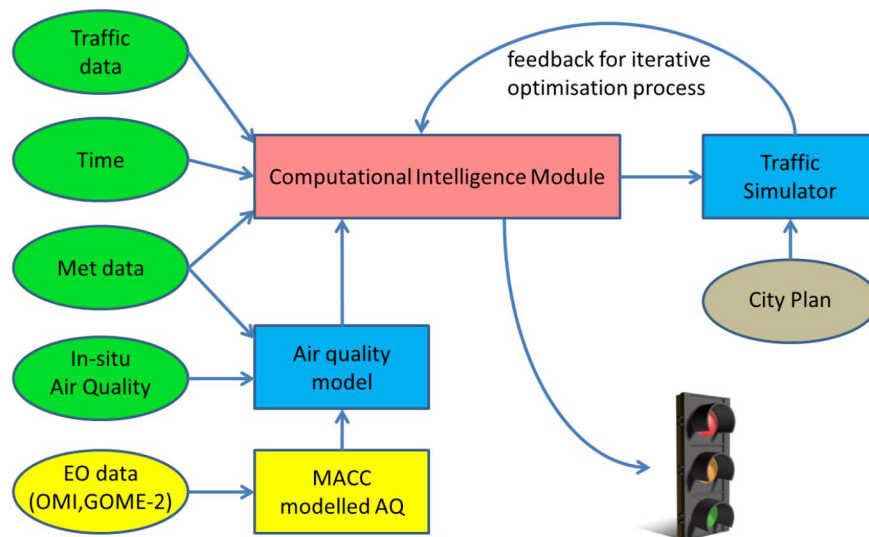 Traffic
data
feedback for iterative
optimisation process
Time
Computational Intelligence Module
Traffic
Simulator
Met data
City Plan
In-situ
Air Quality
Air quality
model
EO data
(OMI,GOME-2)
MACC
modelled AQ